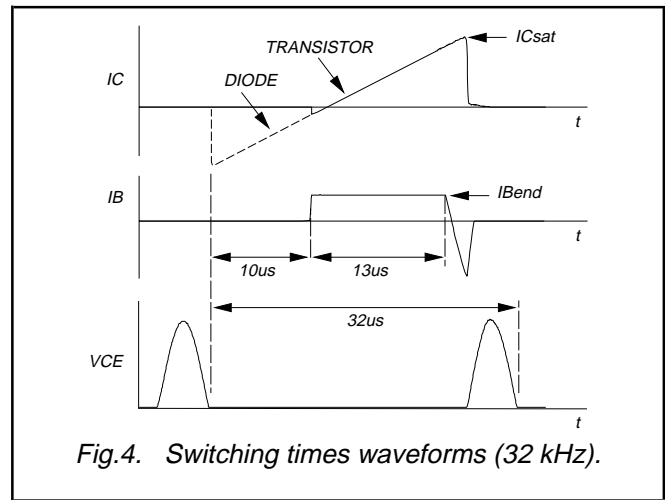 ICsat
TRANSISTOR
IC
DIODE
t
IB
IBend
t
10us
13us
32us
VCE
t
Fig.4. Switching times waveforms (32 kHz).